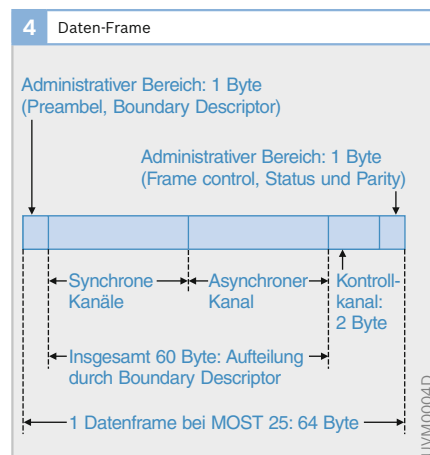 4 Daten-Frame
Administrativer Bereich: 1 Byte
(Preambel, Boundary Descriptor)
Administrativer Bereich: 1 Byte
(Frame control, Status und Parity)
Synchrone
Kanäle
Asynchroner
Kanal
Kontroll-
kanal:
2 Byte
Insgesamt 60 Byte: Aufteilung
durch Boundary Descriptor
1 Datenframe bei MOST 25: 64 Byte
UVM0004D